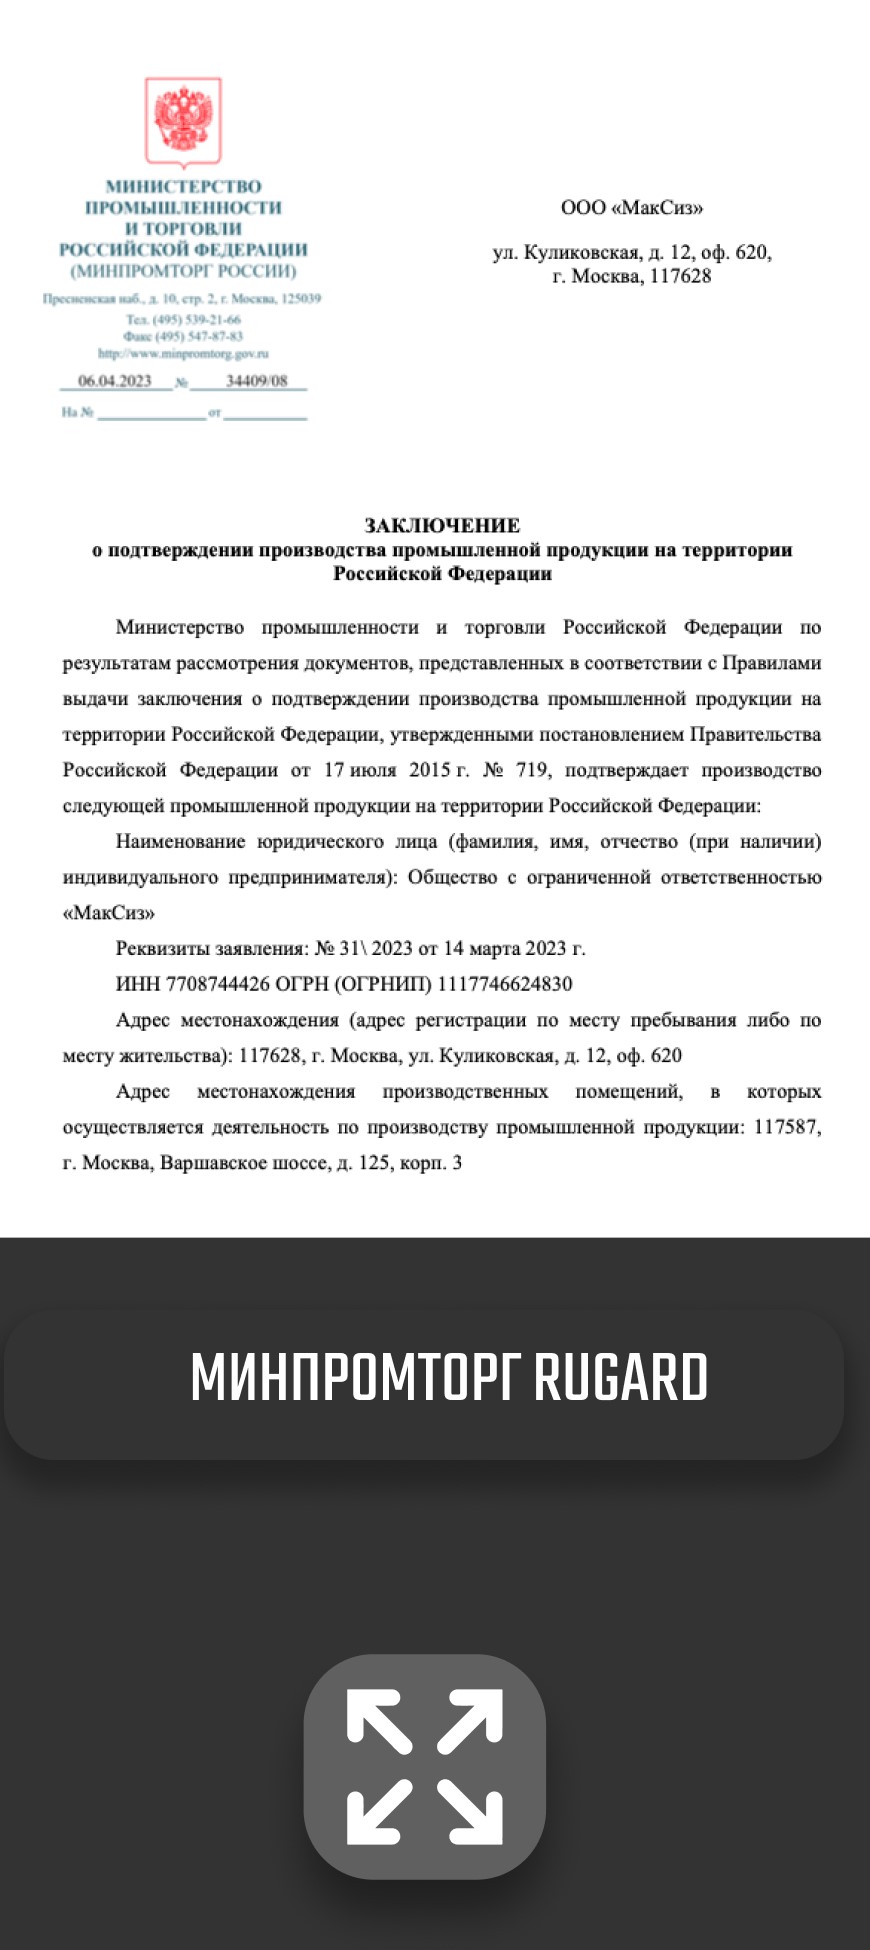 МИНИСТЕРСТВО
ПРОМЫШЛЕННОСТИ
И ТОРГОВЛИ
РОССИЙСКОЙ ФЕДЕРАЦИИ
(МИНПРОМТОРГ РОССИИ)
Пресненская наб., д. 10, стр. 2, г. Москва, 125039
Тел. (495) 539-21-66
Факс (495) 547-87-83
http://www.minpromtorg.gov.ru
06.04.2023 № 34409/08
На № от
ООО «МакСиз»
ул. Куликовская, д. 12, оф. 620,
г. Москва, 117628
ЗАКЛЮЧЕНИЕ
о подтверждении производства промышленной продукции на территории
Российской Федерации
Министерство промышленности и торговли Российской Федерации по
результатам рассмотрения документов, представленных в соответствии с Правилами
выдачи заключения о подтверждении производства промышленной продукции на
территории Российской Федерации, утвержденными постановлением Правительства
Российской Федерации от 17 июля 2015 г. № 719, подтверждает производство
следующей промышленной продукции на территории Российской Федерации:
Наименование юридического лица (фамилия, имя, отчество (при наличии)
индивидуального предпринимателя): Общество с ограниченной ответственностью
«МакСиз»
Реквизиты заявления: № 31\ 2023 от 14 марта 2023 г.
ИНН 7708744426 ОГРН (ОГРНИП) 1117746624830
Адрес местонахождения (адрес регистрации по месту пребывания либо по
месту жительства): 117628, г. Москва, ул. Куликовская, д. 12, оф. 620
Адрес местонахождения производственных помещений, в которых
осуществляется деятельность по производству промышленной продукции: 117587,
г. Москва, Варшавское шоссе, д. 125, корп. 3
МИНПРОМТОРГ RUGARD